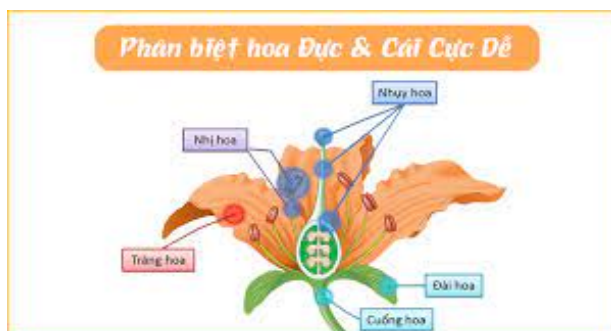 Phân biệt hoa Đực & Cái Cực Dễ
Nhụy hoa
Nhị hoa
Tràng hoa
Đài hoa
Cuống hoa